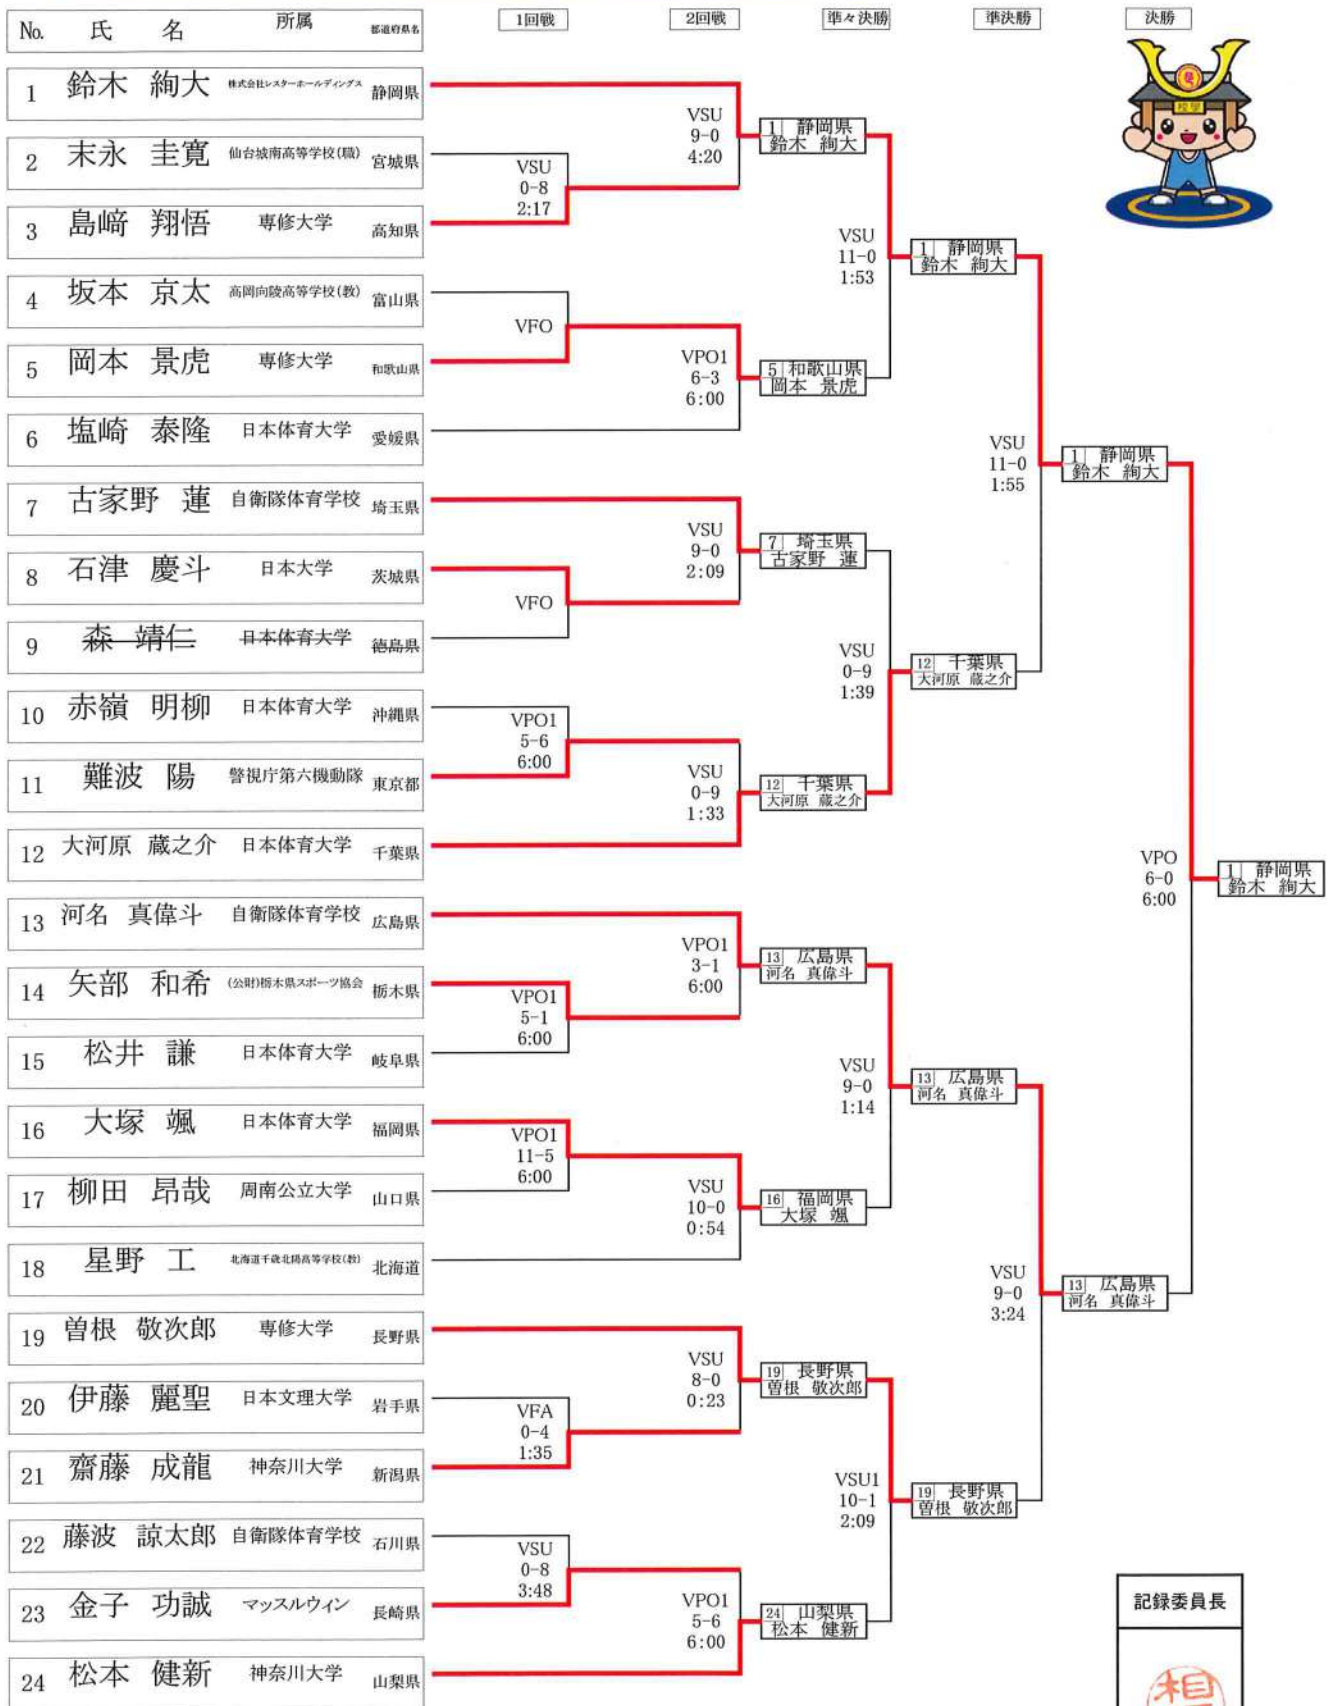 No. 氏 名 所属 都道府県名 1回戦 2回戦 準々決勝 準決勝 決勝
1 鈴木 絢大 株式会社レスターホールディングス 静岡県
2 末永 圭寛 仙台城南高等学校(職) 宮城県
3 島﨑 翔悟 専修大学 高知県
4 坂本 京太 高岡向陵高等学校(教) 富山県
5 岡本 景虎 専修大学 和歌山県
6 塩崎 泰隆 日本体育大学 愛媛県
7 古家野 蓮 自衛隊体育学校 埼玉県
8 石津 慶斗 日本大学 茨城県
9 森 靖仁 日本体育大学 徳島県
10 赤嶺 明柳 日本体育大学 沖縄県
11 難波 陽 警視庁第六機動隊 東京都
12 大河原 蔵之介 日本体育大学 千葉県
13 河名 真偉斗 自衛隊体育学校 広島県
14 矢部 和希 (公財)栃木県スポーツ協会 栃木県
15 松井 謙 日本体育大学 岐阜県
16 大塚 颯 日本体育大学 福岡県
17 柳田 昂哉 周南公立大学 山口県
18 星野 工 北海道千歳北陽高等学校(教) 北海道
19 曽根 敬次郎 専修大学 長野県
20 伊藤 麗聖 日本文理大学 岩手県
21 齋藤 成龍 神奈川大学 新潟県
22 藤波 諒太郎 自衛隊体育学校 石川県
23 金子 功誠 マッスルウィン 長崎県
24 松本 健新 神奈川大学 山梨県
VSU
0-8
2:17
VFO
VFO
VPO1
5-6
6:00
VPO1
5-1
6:00
VPO1
11-5
6:00
VFA
0-4
1:35
VSU
0-8
3:48
VSU
9-0
4:20
VPO1
6-3
6:00
VSU
9-0
2:09
VSU
0-9
1:33
VPO1
3-1
6:00
VSU
10-0
0:54
VSU
8-0
0:23
VPO1
5-6
6:00
1 静岡県
鈴木 絢大
5 和歌山県
岡本 景虎
7 埼玉県
古家野 蓮
12 千葉県
大河原 蔵之介
13 広島県
河名 真偉斗
16 福岡県
大塚 颯
19 長野県
曽根 敬次郎
24 山梨県
松本 健新
VSU
11-0
1:53
VSU
0-9
1:39
VSU
9-0
1:14
VSU1
10-1
2:09
1 静岡県
鈴木 絢大
12 千葉県
大河原 蔵之介
13 広島県
河名 真偉斗
19 長野県
曽根 敬次郎
VSU
11-0
1:55
VSU
9-0
3:24
1 静岡県
鈴木 絢大
13 広島県
河名 真偉斗
VPO
6-0
6:00
1 静岡県
鈴木 絢大
記録委員長